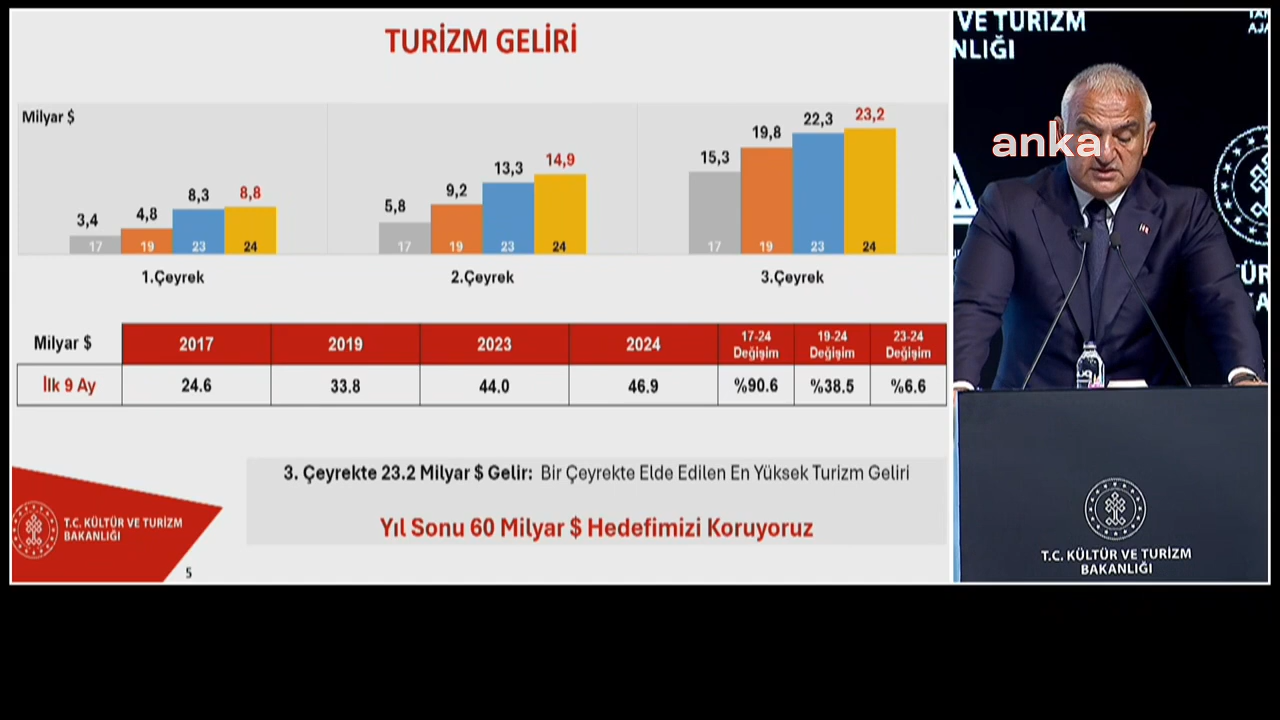 TURİZM GELİRİ
Milyar $
3,4
4,8
8,3
8,8
17
19
23
24
1.Çeyrek
5,8
9,2
13,3
14,9
17
19
23
24
2.Çeyrek
15,3
19,8
22,3
23,2
17
19
23
24
3.Çeyrek
Milyar $ 2017 2019 2023 2024 17-24 Değişim 19-24 Değişim 23-24 Değişim
İlk 9 Ay 24.6 33.8 44.0 46.9 %90.6 %38.5 %6.6
3. Çeyrekte 23.2 Milyar $ Gelir: Bir Çeyrekte Elde Edilen En Yüksek Turizm Geliri
Yıl Sonu 60 Milyar $ Hedefimizi Koruyoruz
T.C. KÜLTÜR VE TURİZM
BAKANLIĞI
5
VE TURİZM
NLIĞI
anka
T.C. KÜLTÜR VE TURİZM
BAKANLIĞI